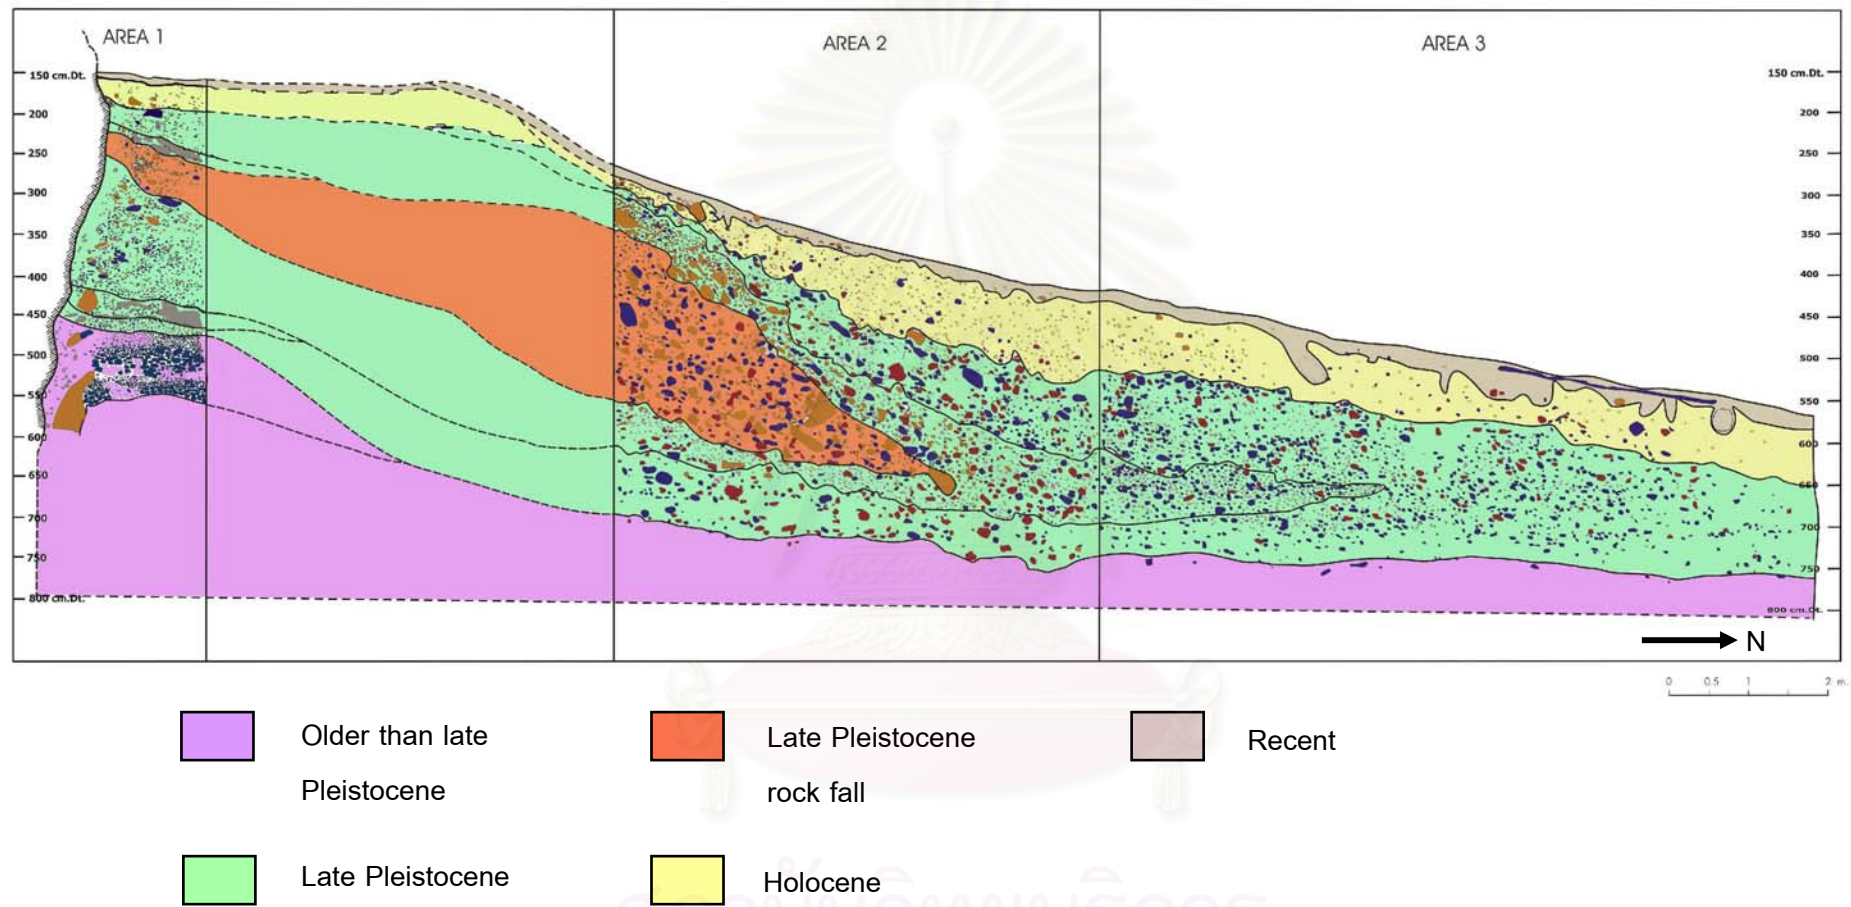 AREA 1
AREA 2
AREA 3
150 cm.Dt.
200
250
300
350
400
450
500
550
600
650
700
750
800 cm.Dt.
150 cm.Dt.
200
250
300
350
400
450
500
550
600
650
700
750
800 cm.Dt.
N
0 0.5 1 2 m.
Older than late
Pleistocene
Late Pleistocene
rock fall
Recent
Late Pleistocene
Holocene